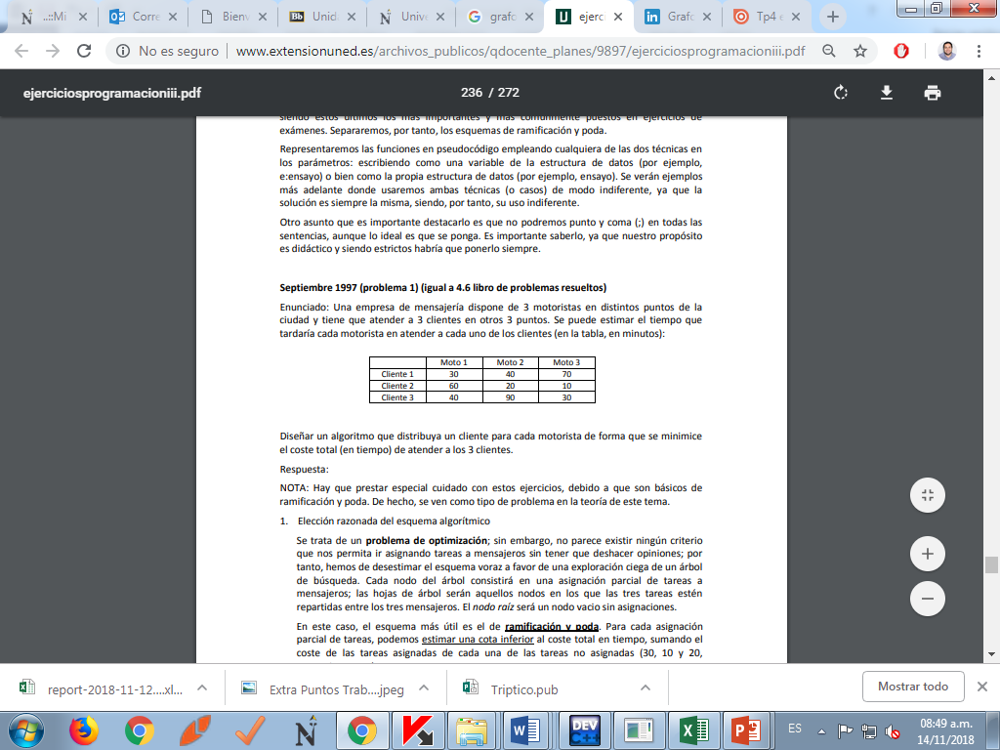 ..::Mi
Corre
Bienv
Bb Unida
Unive
grafo
ejerc
in Grafo
Tp4 e
No es seguro | www.extensionuned.es/archivos_publicos/qdocente_planes/9897/ejerciciosprogramacioniii.pdf
ejerciciosprogramacioniii.pdf 236 / 272
siendo estos últimos los más importantes y más comúnmente puestos en ejercicios de
exámenes. Separaremos, por tanto, los esquemas de ramificación y poda.
Representaremos las funciones en pseudocódigo empleando cualquiera de las dos técnicas en
los parámetros: escribiendo como una variable de la estructura de datos (por ejemplo,
e:ensayo) o bien como la propia estructura de datos (por ejemplo, ensayo). Se verán ejemplos
más adelante donde usaremos ambas técnicas (o casos) de modo indiferente, ya que la
solución es siempre la misma, siendo, por tanto, su uso indiferente.
Otro asunto que es importante destacarlo es que no podremos punto y coma (;) en todas las
sentencias, aunque lo ideal es que se ponga. Es importante saberlo, ya que nuestro propósito
es didáctico y siendo estrictos habría que ponerlo siempre.
Septiembre 1997 (problema 1) (igual a 4.6 libro de problemas resueltos)
Enunciado: Una empresa de mensajería dispone de 3 motoristas en distintos puntos de la
ciudad y tiene que atender a 3 clientes en otros 3 puntos. Se puede estimar el tiempo que
tardaría cada motorista en atender a cada uno de los clientes (en la tabla, en minutos):
Moto 1 Moto 2 Moto 3
Cliente 1 30 40 70
Cliente 2 60 20 10
Cliente 3 40 90 30
Diseñar un algoritmo que distribuya un cliente para cada motorista de forma que se minimice
el coste total (en tiempo) de atender a los 3 clientes.
Respuesta:
NOTA: Hay que prestar especial cuidado con estos ejercicios, debido a que son básicos de
ramificación y poda. De hecho, se ven como tipo de problema en la teoría de este tema.
1. Elección razonada del esquema algorítmico
Se trata de un problema de optimización; sin embargo, no parece existir ningún criterio
que nos permita ir asignando tareas a mensajeros sin tener que deshacer opiniones; por
tanto, hemos de desestimar el esquema voraz a favor de una exploración ciega de un árbol
de búsqueda. Cada nodo del árbol consistirá en una asignación parcial de tareas a
mensajeros; las hojas de árbol serán aquellos nodos en los que las tres tareas estén
repartidas entre los tres mensajeros. El nodo raíz será un nodo vacio sin asignaciones.
En este caso, el esquema más útil es el de ramificación y poda. Para cada asignación
parcial de tareas, podemos estimar una cota inferior al coste total en tiempo, sumando el
coste de las tareas asignadas de cada una de las tareas no asignadas (30, 10 y 20,
report-2018-11-12....xl...
Extra Puntos Trab....jpeg
Triptico.pub
Mostrar todo
DEV C++
ES
08:49 a.m.
14/11/2018